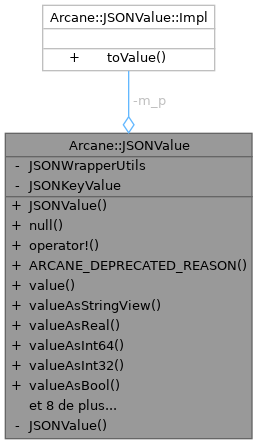 Arcane::JSONValue::Impl
+ toValue()
-m_p
Arcane::JSONValue
- JSONWrapperUtils
- JSONKeyValue
+ JSONValue()
+ null()
+ operator!()
+ ARCANE_DEPRECATED_REASON()
+ value()
+ valueAsStringView()
+ valueAsReal()
+ valueAsInt64()
+ valueAsInt32()
+ valueAsBool()
et 8 de plus...
- JSONValue()